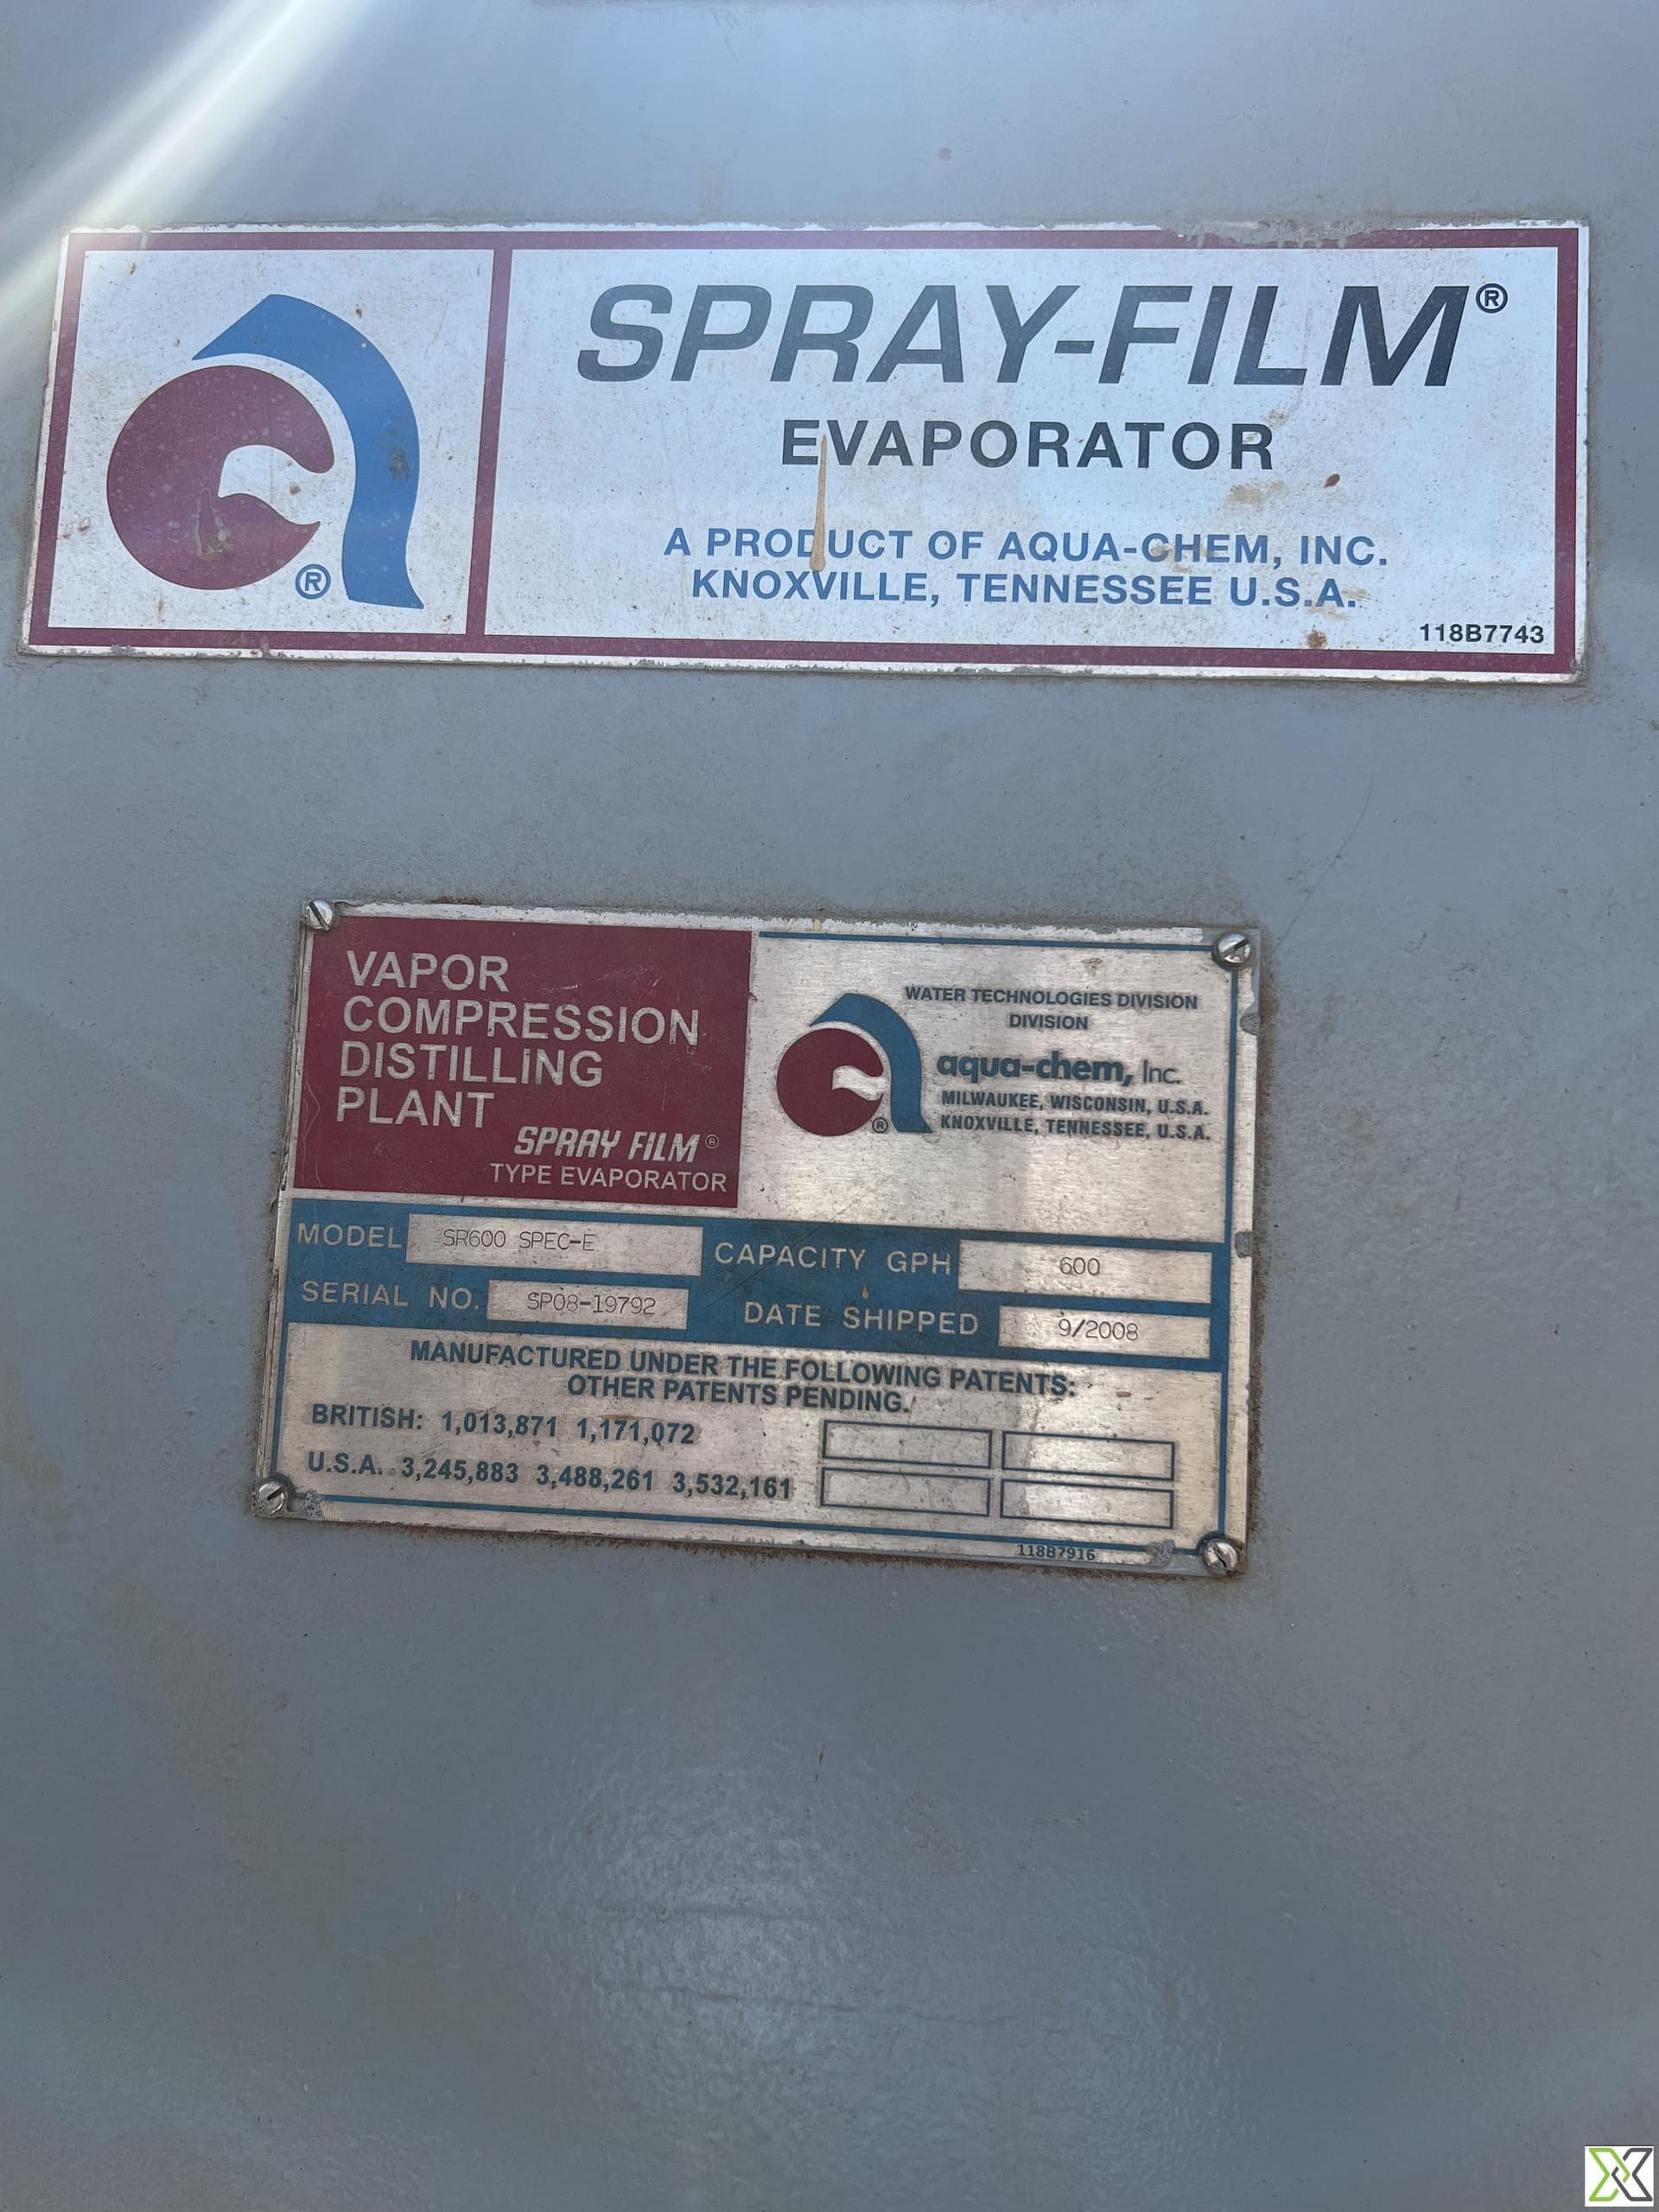 SPRAY-FILM®
EVAPORATOR
A PRODUCT OF AQUA-CHEM, INC.
KNOXVILLE, TENNESSEE U.S.A.
118B7743
®
VAPOR
COMPRESSION
DISTILLING
PLANT
SPRAY FILM®
TYPE EVAPORATOR
WATER TECHNOLOGIES DIVISION
DIVISION
aqua-chem, Inc.
MILWAUKEE, WISCONSIN, U.S.A.
KNOXVILLE, TENNESSEE, U.S.A.
®
MODEL SR600 SPEC-E CAPACITY GPH 600
SERIAL NO. SP08-19792 DATE SHIPPED 9/2008
MANUFACTURED UNDER THE FOLLOWING PATENTS:
OTHER PATENTS PENDING.
BRITISH: 1,013,871 1,171,072
U.S.A. 3,245,883 3,488,261 3,532,161
118B7916